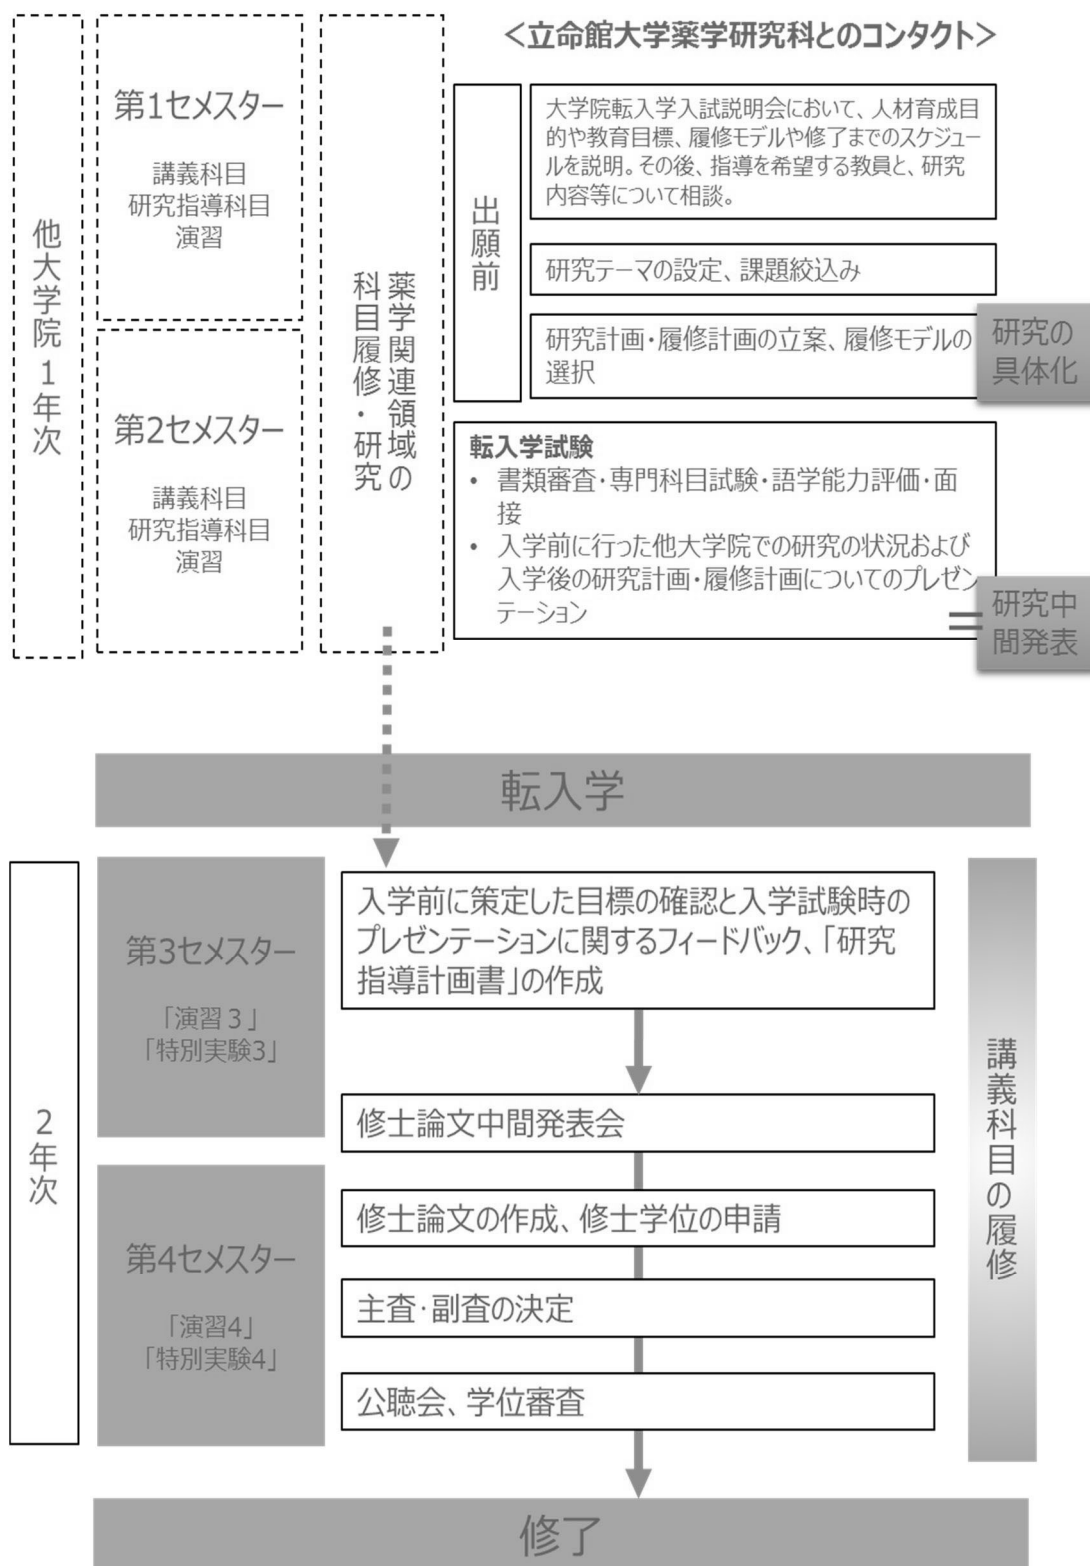 ＜立命館大学薬学研究科とのコンタクト＞
他大学院１年次
第1セメスター
講義科目
研究指導科目
演習
第2セメスター
講義科目
研究指導科目
演習
薬学関連領域の
科目履修・研究
出願前
大学院転入学入試説明会において、人材育成目
的や教育目標、履修モデルや修了までのスケジュー
ルを説明。その後、指導を希望する教員と、研究
内容等について相談。
研究テーマの設定、課題絞込み
研究計画・履修計画の立案、履修モデルの
選択
研究の
具体化
転入学試験
• 書類審査・専門科目試験・語学能力評価・面
接
• 入学前に行った他大学院での研究の状況および
入学後の研究計画・履修計画についてのプレゼン
テーション
＝
研究中
間発表
転入学
２年次
第3セメスター
「演習３」
「特別実験3」
第4セメスター
「演習4」
「特別実験4」
入学前に策定した目標の確認と入学試験時の
プレゼンテーションに関するフィードバック、「研究
指導計画書」の作成
修士論文中間発表会
修士論文の作成、修士学位の申請
主査・副査の決定
公聴会、学位審査
講義科目の履修
修了